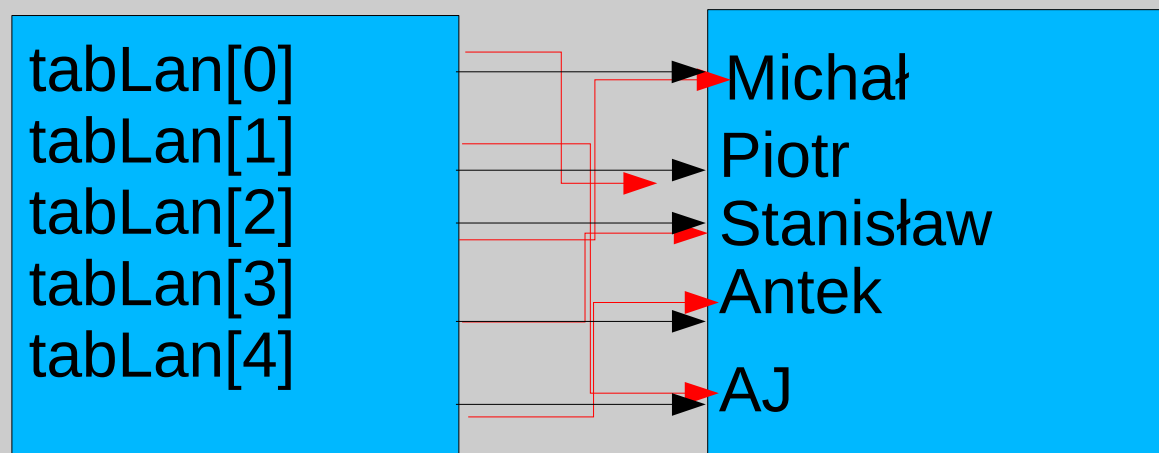 tabLan[0]
tabLan[1]
tabLan[2]
tabLan[3]
tabLan[4]
Michał
Piotr
Stanisław
Antek
AJ